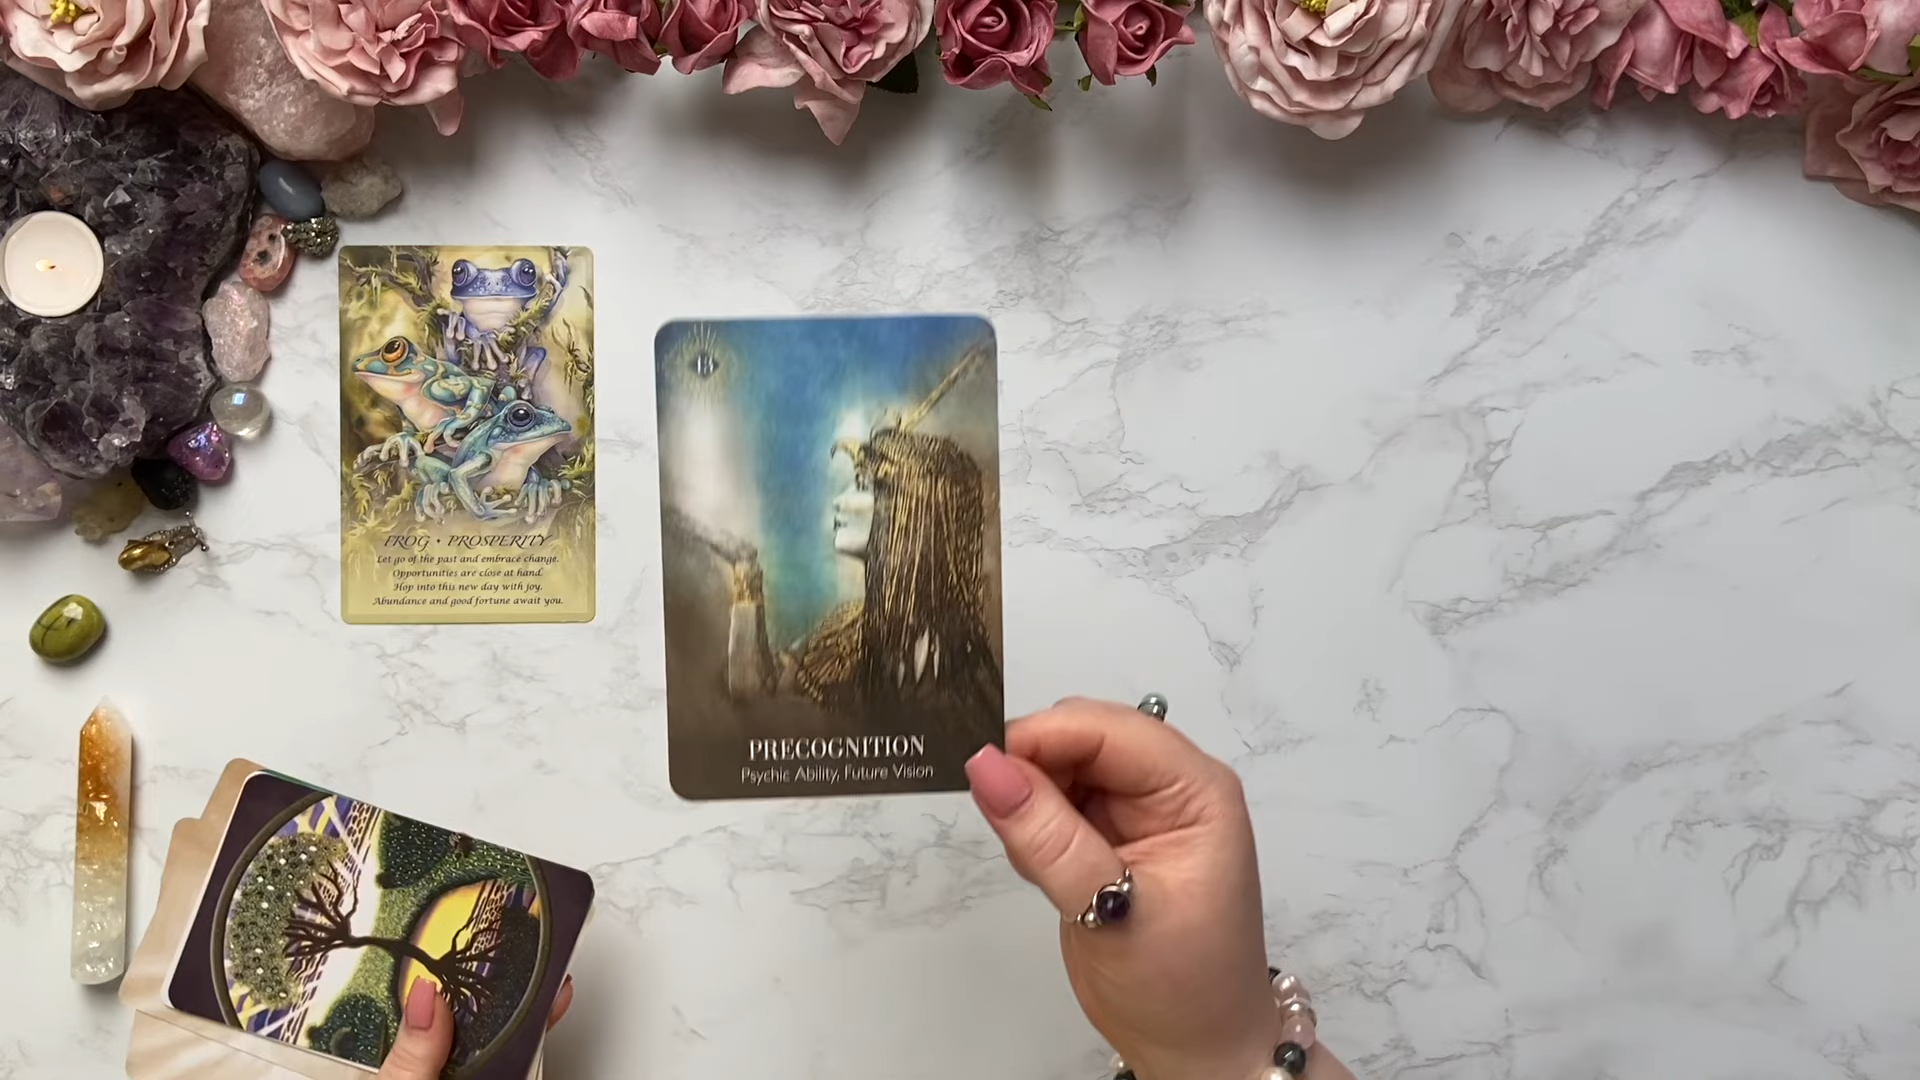 FROG • PROSPERITY
Let go of the past and embrace change.
Opportunities are close at hand.
Hop into this new day with joy.
Abundance and good fortune await you.
PRECOGNITION
Psychic Ability, Future Vision